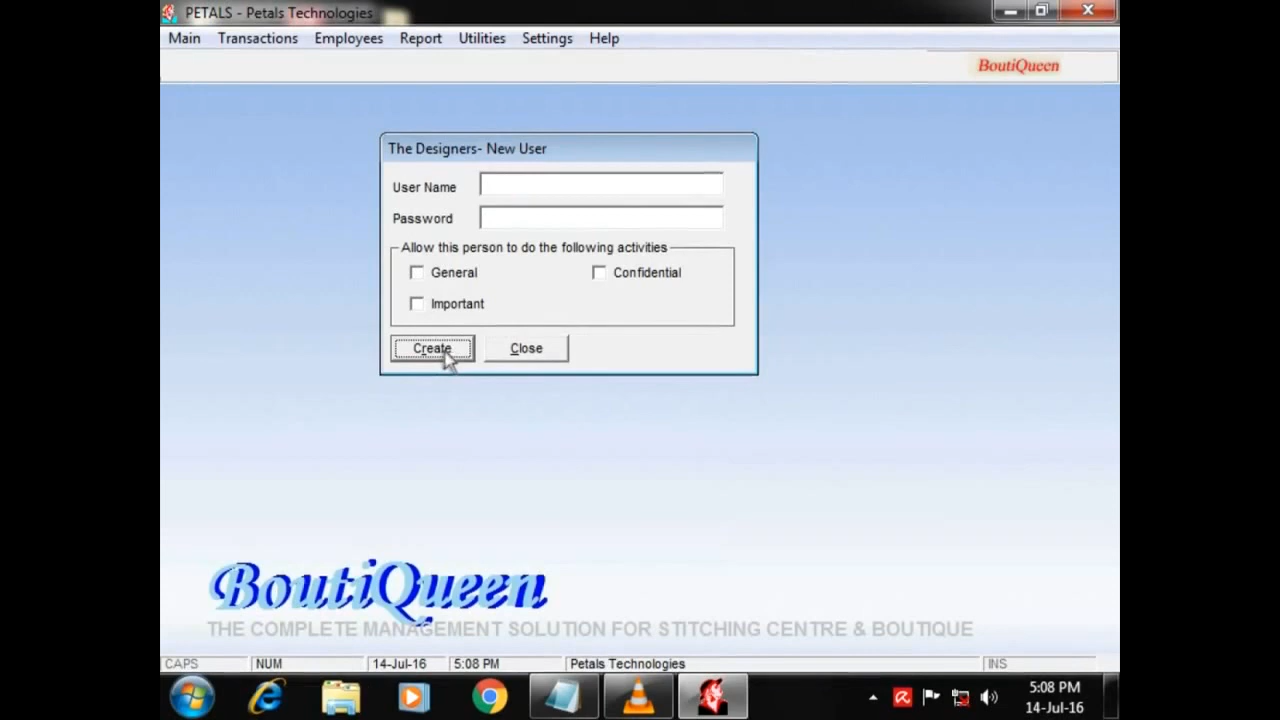 PETALS - Petals Technologies
Main Transactions Employees Report Utilities Settings Help
BoutiQueen
The Designers- New User
User Name
Password
Allow this person to do the following activities
General Confidential
Important
Create Close
BoutiQueen
THE COMPLETE MANAGEMENT SOLUTION FOR STITCHING CENTRE & BOUTIQUE
CAPS NUM 14-Jul-16 5:08 PM Petals Technologies INS
5:08 PM
14-Jul-16